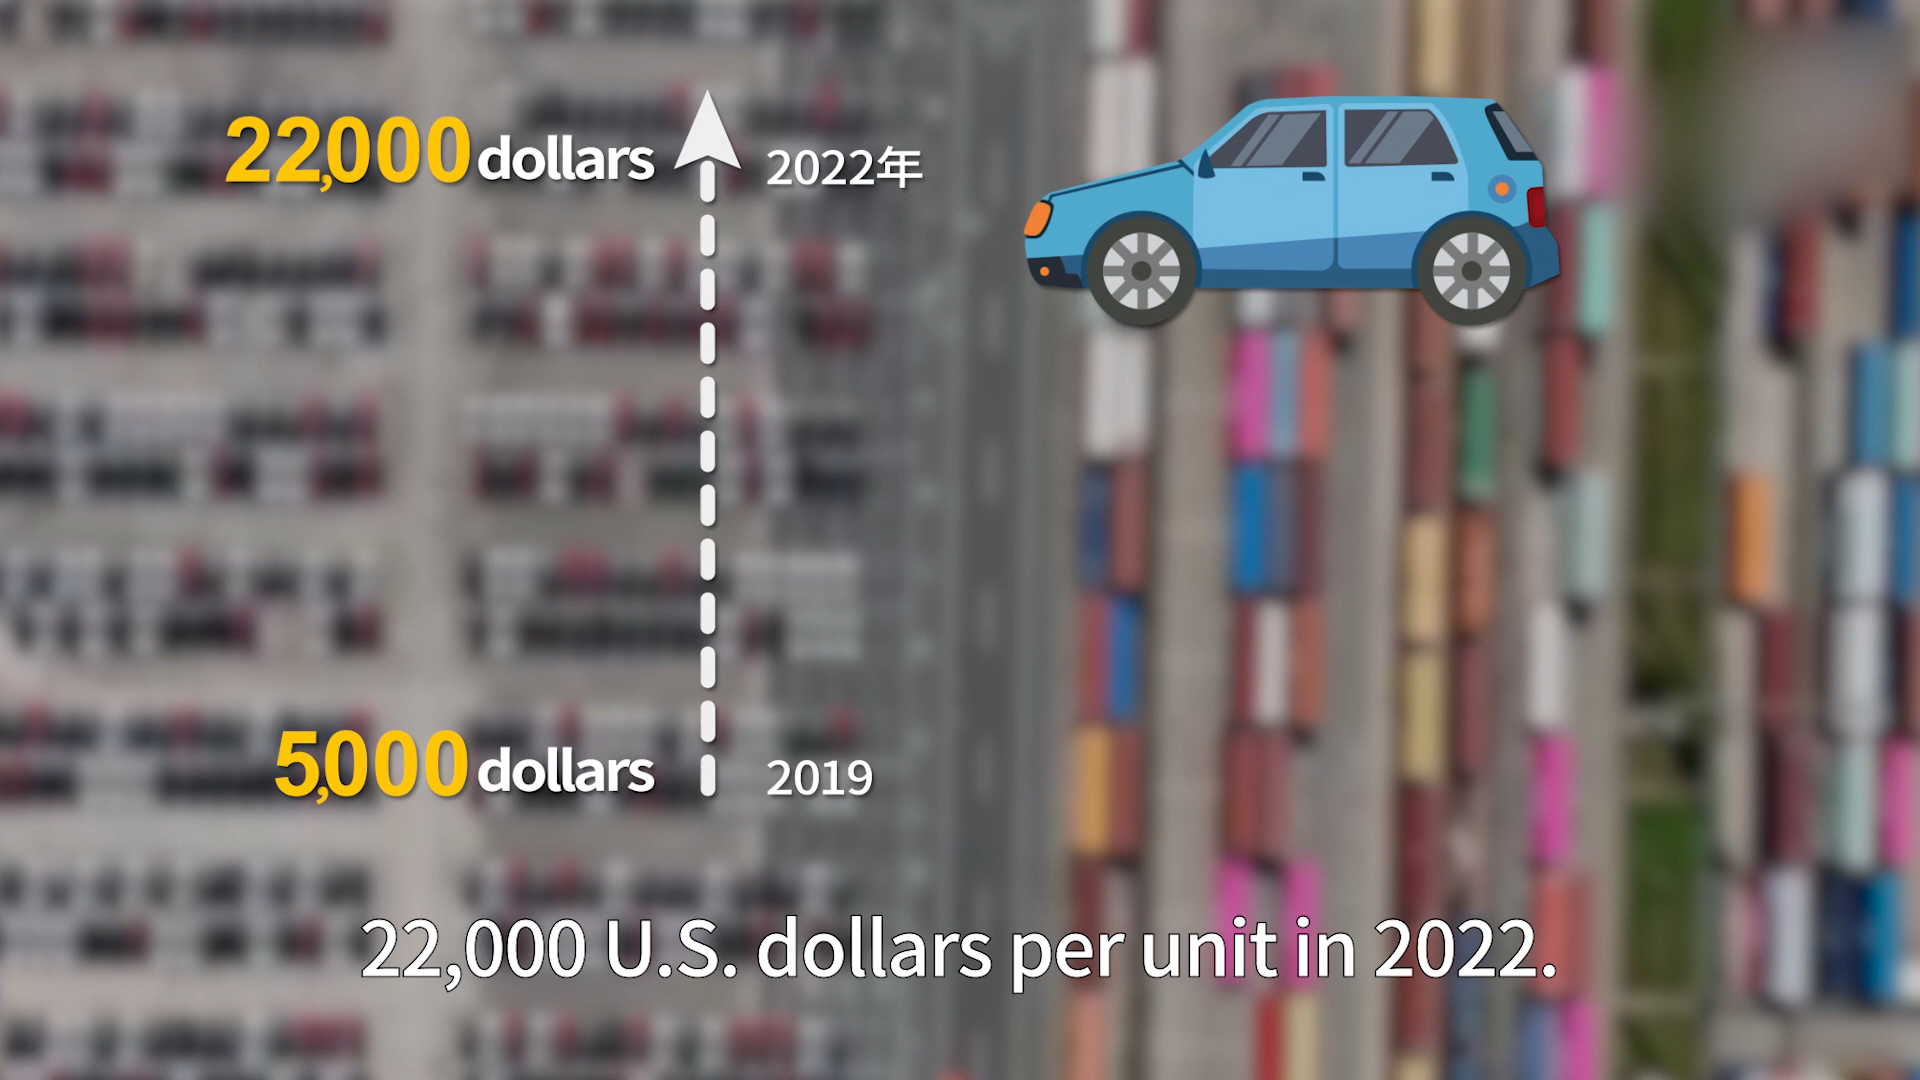 22,000 dollars 2022年
5,000 dollars 2019
22,000 U.S. dollars per unit in 2022.